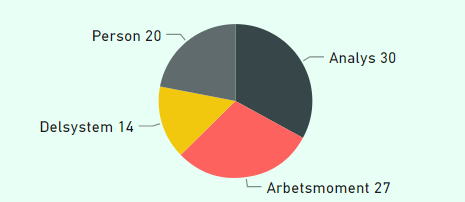 Person 20
Analys 30
Delsystem 14
Arbetsmoment 27